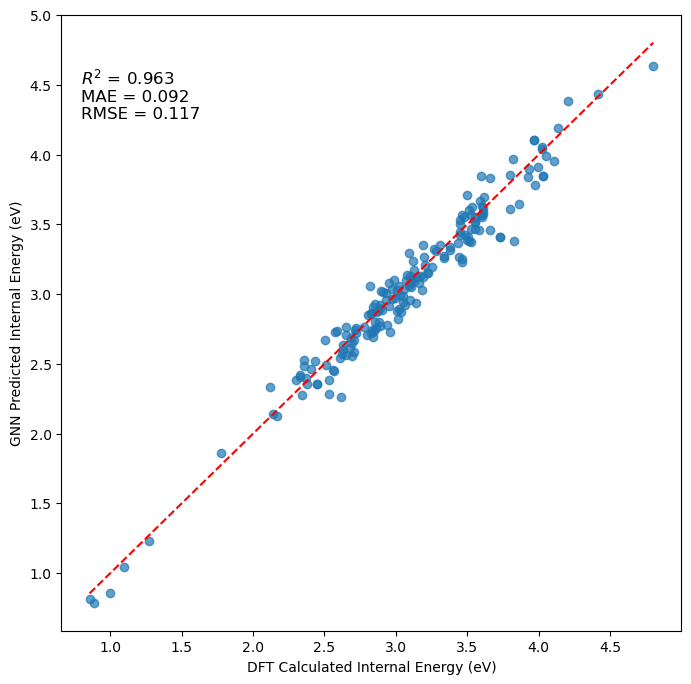 5.0
4.5
4.0
3.5
3.0
2.5
2.0
1.5
1.0
GNN Predicted Internal Energy (eV)
R² = 0.963
MAE = 0.092
RMSE = 0.117
1.0 1.5 2.0 2.5 3.0 3.5 4.0 4.5
DFT Calculated Internal Energy (eV)